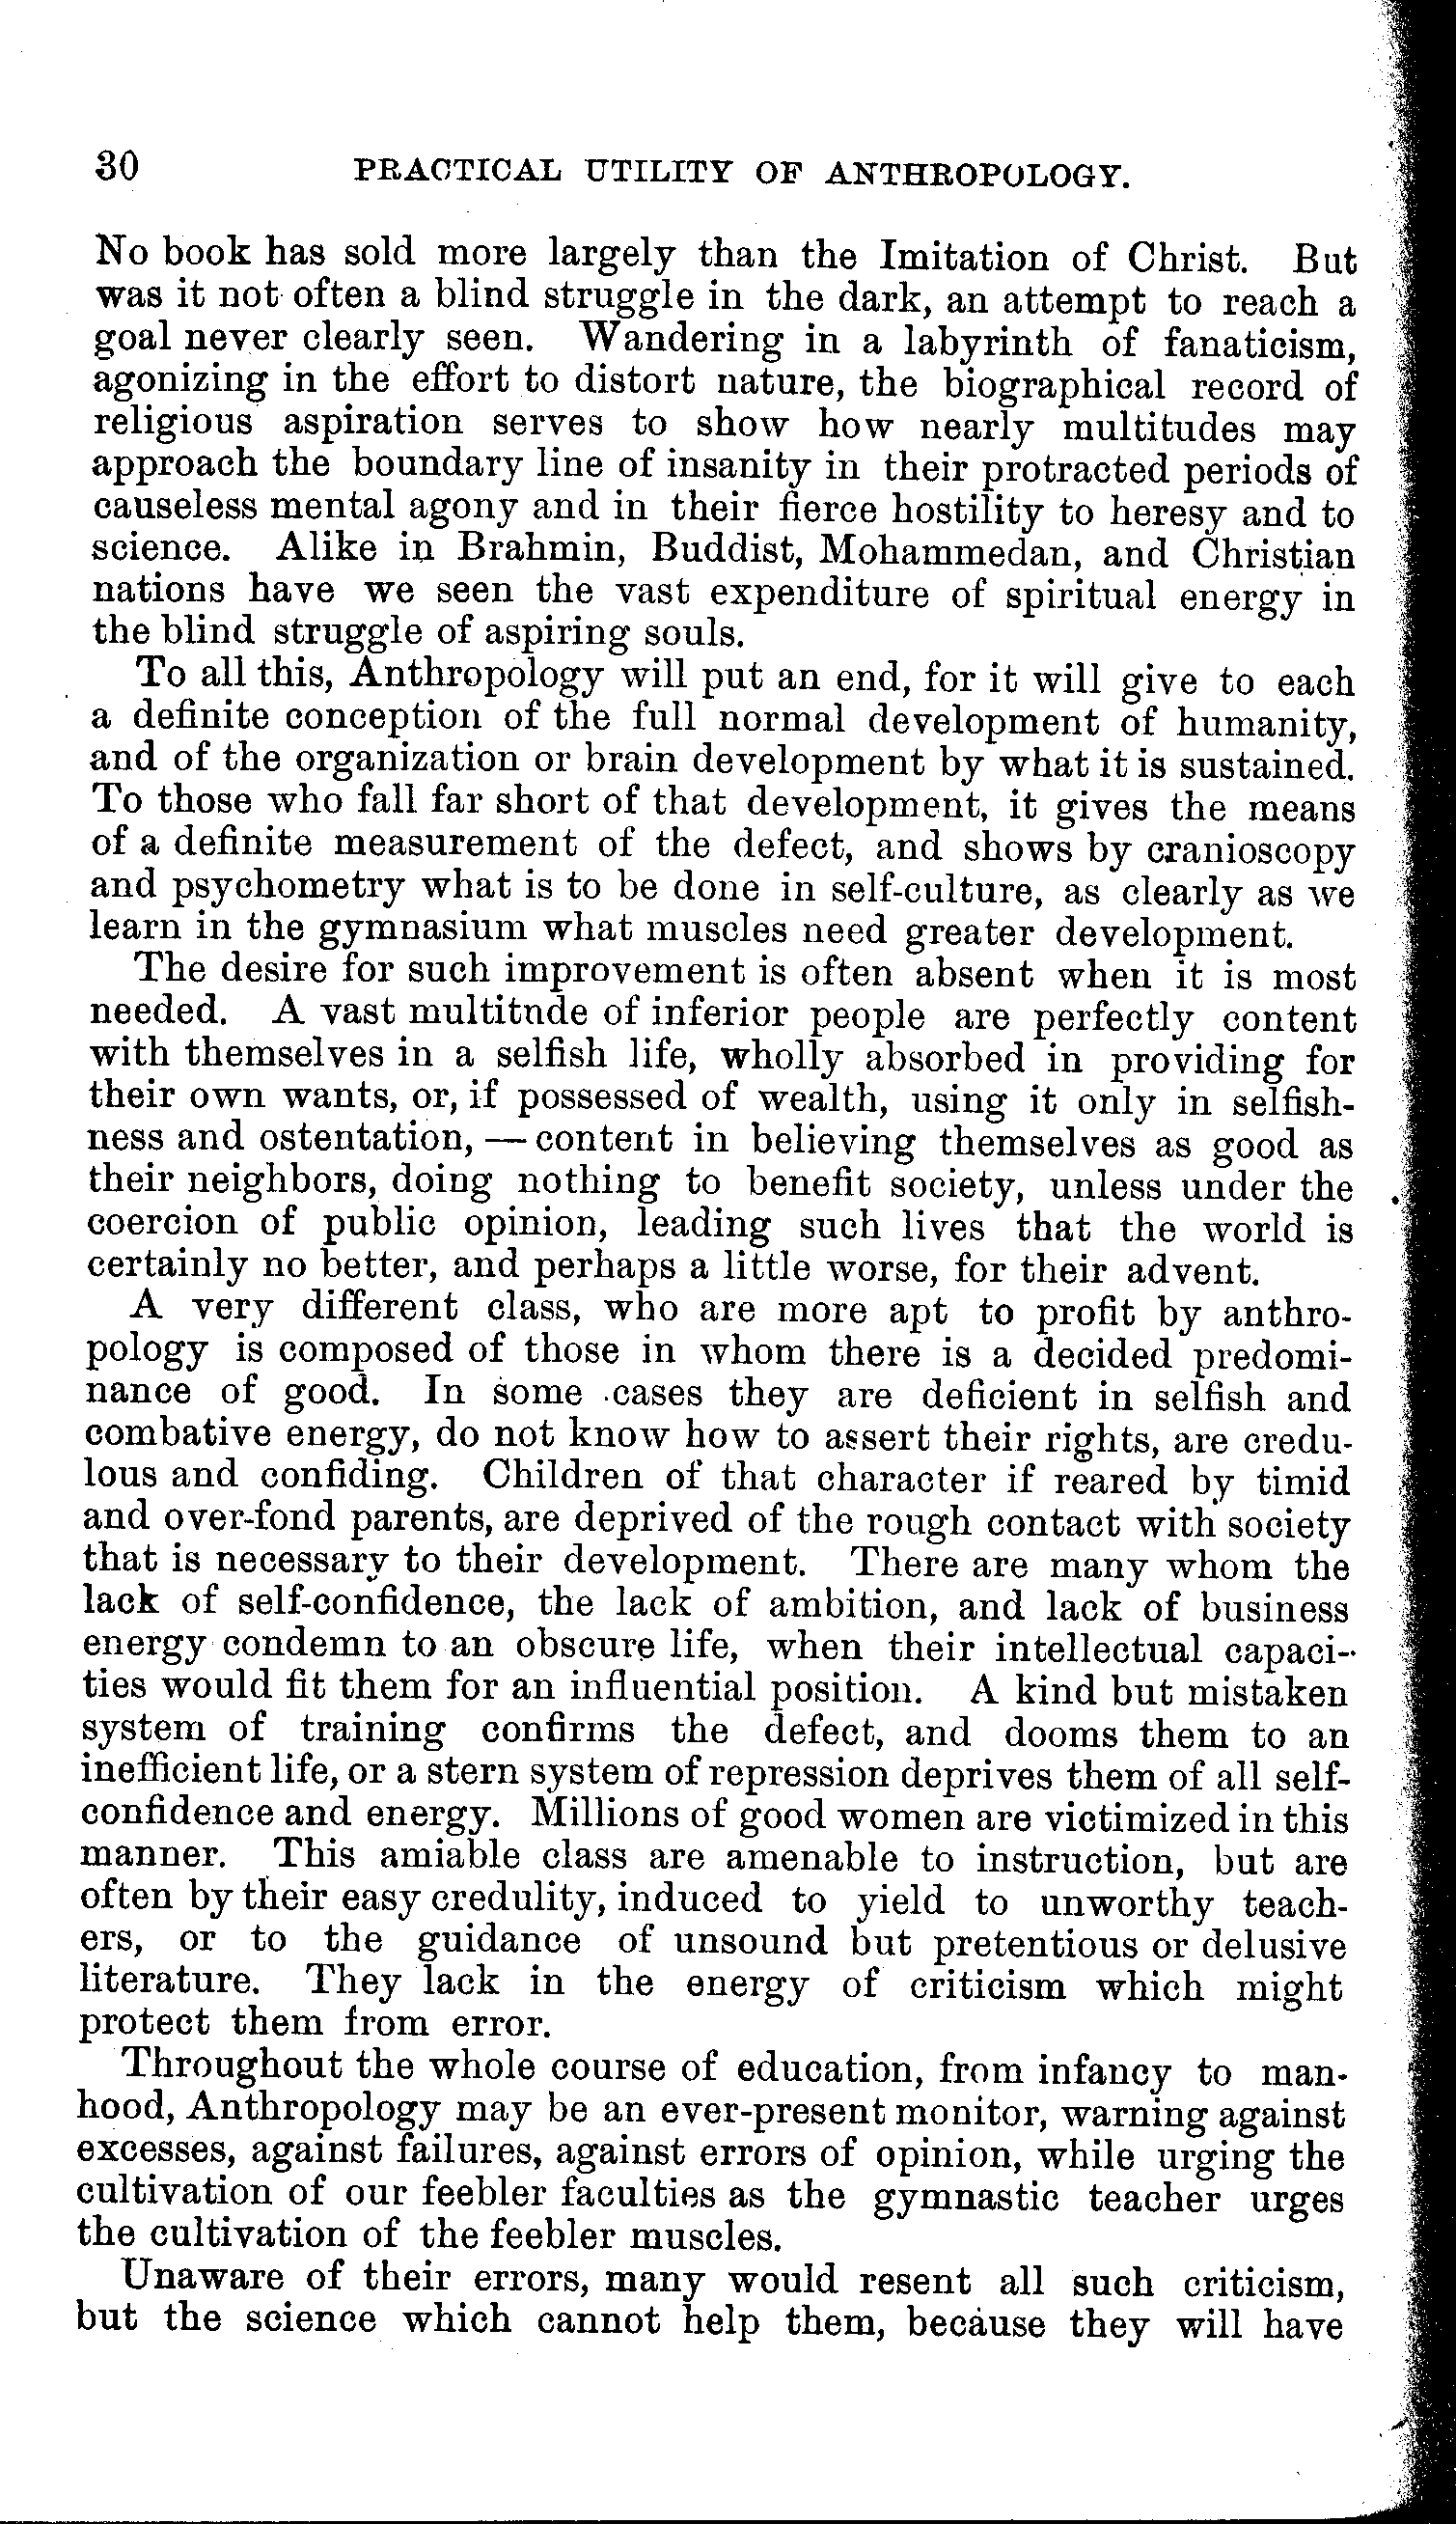 30 PRACTICAL UTILITY OF ANTHROPOLOGY.
No book has sold more largely than the Imitation of Christ. But
was it not often a blind struggle in the dark, an attempt to reach a
goal never clearly seen. Wandering in a labyrinth of fanaticism,
agonizing in the effort to distort nature, the biographical record of
religious aspiration serves to show how nearly multitudes may
approach the boundary line of insanity in their protracted periods of
causeless mental agony and in their fierce hostility to heresy and to
science. Alike in Brahmin, Buddist, Mohammedan, and Christian
nations have we seen the vast expenditure of spiritual energy in
the blind struggle of aspiring souls.
To all this, Anthropology will put an end, for it will give to each
a definite conception of the full normal development of humanity,
and of the organization or brain development by what it is sustained.
To those who fall far short of that development, it gives the means
of a definite measurement of the defect, and shows by cranioscopy
and psychometry what is to be done in self-culture, as clearly as we
learn in the gymnasium what muscles need greater development.
The desire for such improvement is often absent when it is most
needed. A vast multitnde of inferior people are perfectly content
with themselves in a selfish life, wholly absorbed in providing for
their own wants, or, if possessed of wealth, using it only in selfish-
ness and ostentation, — content in believing themselves as good as
their neighbors, doing nothing to benefit society, unless under the
coercion of public opinion, leading such lives that the world is
certainly no better, and perhaps a little worse, for their advent.
A very different class, who are more apt to profit by anthro-
pology is composed of those in whom there is a decided predomi-
nance of good. In some cases they are deficient in selfish and
combative energy, do not know how to assert their rights, are credu-
lous and confiding. Children of that character if reared by timid
and over-fond parents, are deprived of the rough contact with society
that is necessary to their development. There are many whom the
lack of self-confidence, the lack of ambition, and lack of business
energy condemn to an obscure life, when their intellectual capaci-
ties would fit them for an influential position. A kind but mistaken
system of training confirms the defect, and dooms them to an
inefficient life, or a stern system of repression deprives them of all self-
confidence and energy. Millions of good women are victimized in this
manner. This amiable class are amenable to instruction, but are
often by their easy credulity, induced to yield to unworthy teach-
ers, or to the guidance of unsound but pretentious or delusive
literature. They lack in the energy of criticism which might
protect them from error.
Throughout the whole course of education, from infancy to man-
hood, Anthropology may be an ever-present monitor, warning against
excesses, against failures, against errors of opinion, while urging the
cultivation of our feebler faculties as the gymnastic teacher urges
the cultivation of the feebler muscles.
Unaware of their errors, many would resent all such criticism,
but the science which cannot help them, because they will have